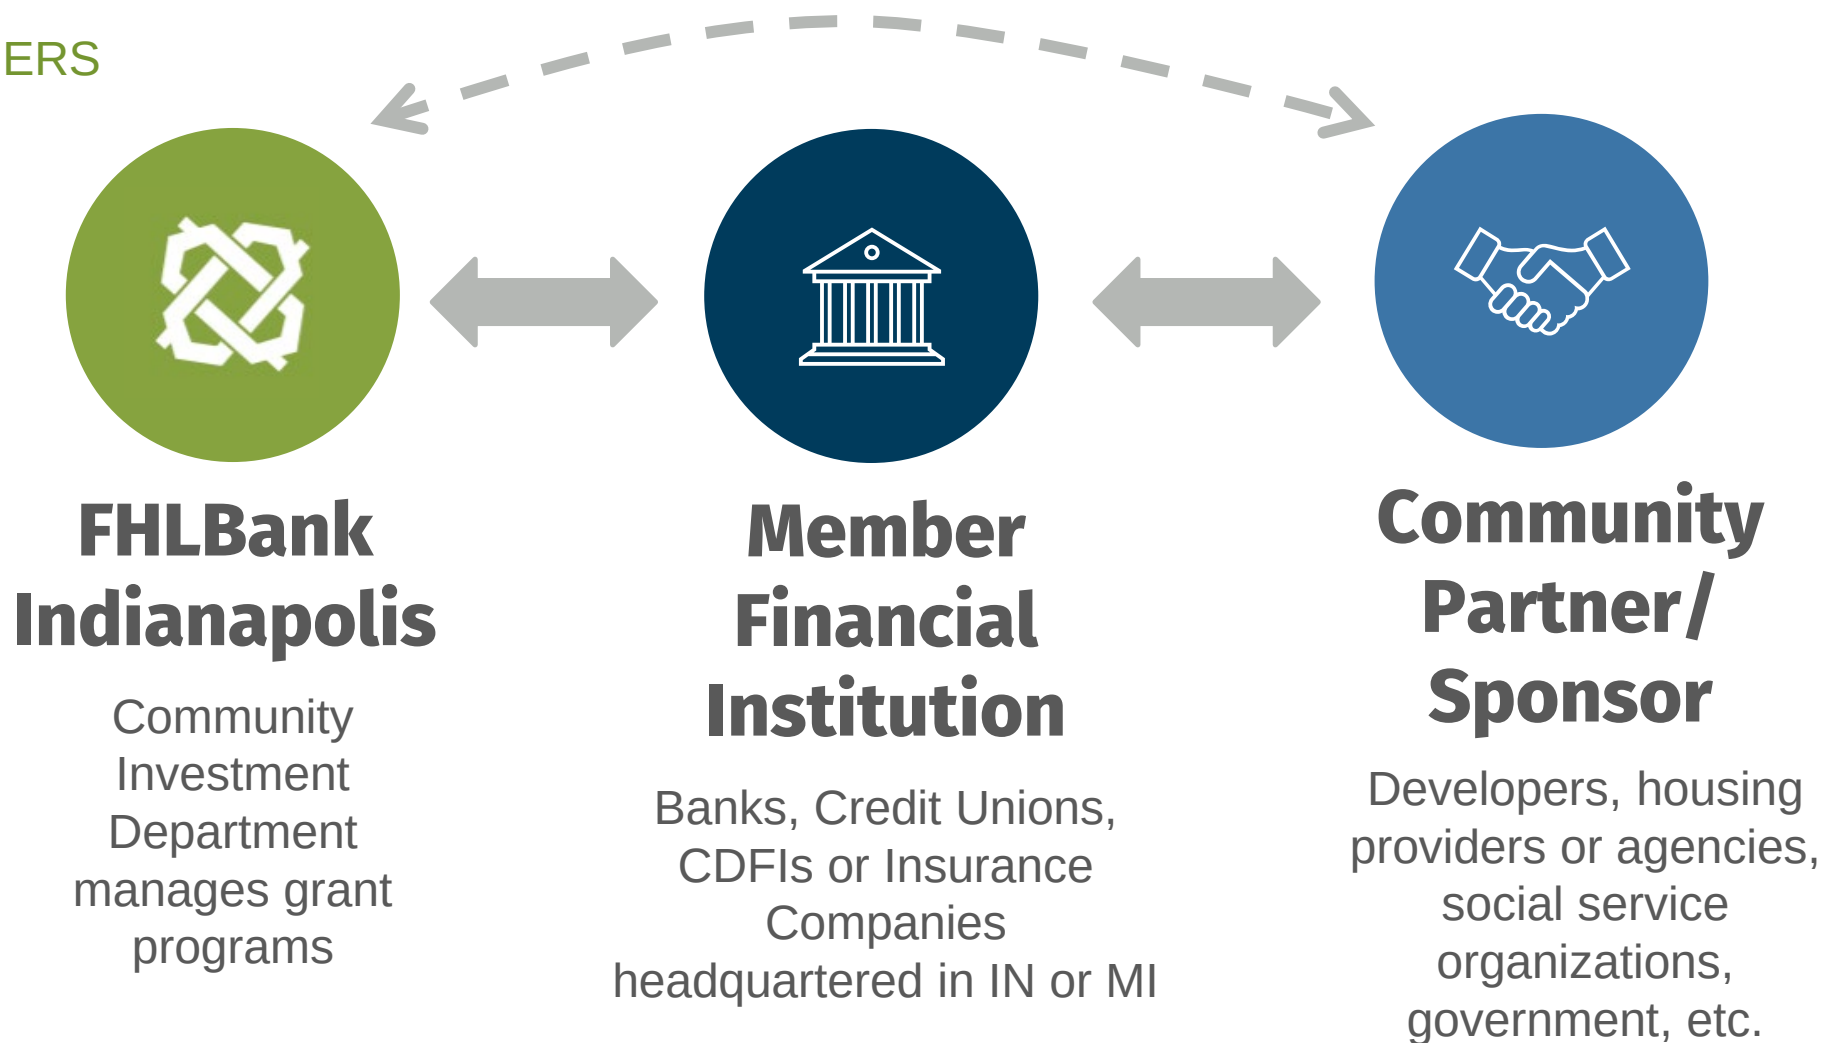 ERS
FHLBank
Indianapolis
Community
Investment
Department
manages grant
programs
Member
Financial
Institution
Banks, Credit Unions,
CDFIs or Insurance
Companies
headquartered in IN or MI
Community
Partner/
Sponsor
Developers, housing
providers or agencies,
social service
organizations,
government, etc.